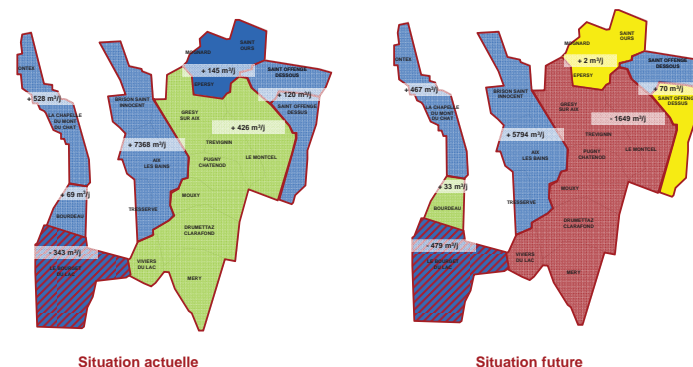 MOGNARD
SAINT
OURS
+ 145 m³/j
EPERSY
SAINT OFFENGE
DESSOUS
ONTEX
+ 528 m³/j
BRISON SAINT
INNOCENT
+ 120 m³/j
SAINT OFFENGE
DESSUS
LA CHAPELLE
DU MONT
DU CHAT
GRESY
SUR AIX
+ 426 m³/j
+ 7368 m³/j
TREVIGNIN
AIX
LES BAINS
PUGNY
CHATENOD
LE MONTCEL
+ 69 m³/j
MOUXY
BOURDEAU
TRESSERVE
DRUMETTAZ
CLARAFOND
- 343 m³/j
LE BOURGET
DU LAC
VIVIERS
DU LAC
MERY
Situation actuelle
MOGNARD
SAINT
OURS
+ 2 m³/j
EPERSY
SAINT OFFENGE
DESSOUS
+467 m³/j
BRISON SAINT
INNOCENT
+ 70 m³/j
SAINT OFFENGE
DESSUS
LA CHAPELLE
DU MONT
DU CHAT
GRESY
SUR AIX
- 1649 m³/j
+ 5794 m³/j
TREVIGNIN
AIX
LES BAINS
PUGNY
CHATENOD
LE MONTCEL
+ 33 m³/j
MOUXY
BOURDEAU
TRESSERVE
DRUMETTAZ
CLARAFOND
- 479 m³/j
LE BOURGET
DU LAC
VIVIERS
DU LAC
MERY
Situation future